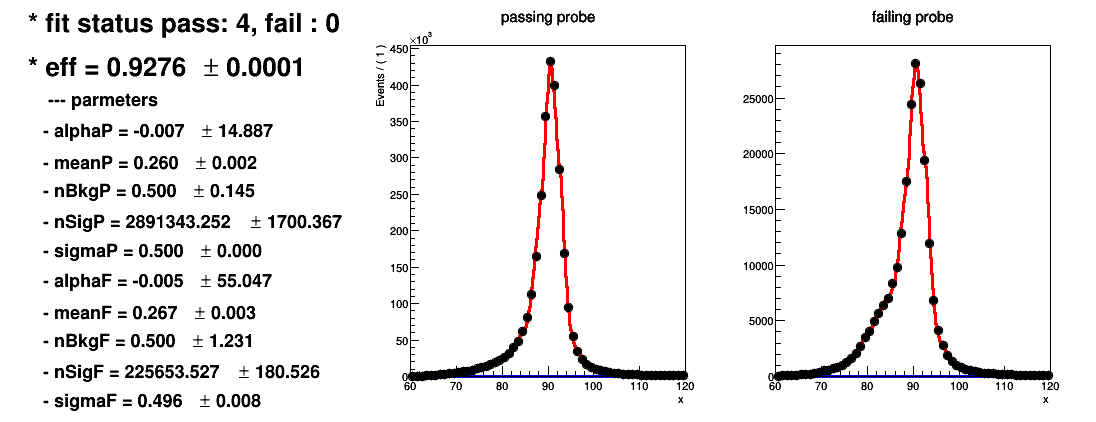 * fit status pass: 4, fail : 0
* eff = 0.9276 ± 0.0001
--- parmeters
- alphaP = -0.007 ± 14.887
- meanP = 0.260 ± 0.002
- nBkgP = 0.500 ± 0.145
- nSigP = 2891343.252 ± 1700.367
- sigmaP = 0.500 ± 0.000
- alphaF = -0.005 ± 55.047
- meanF = 0.267 ± 0.003
- nBkgF = 0.500 ± 1.231
- nSigF = 225653.527 ± 180.526
- sigmaF = 0.496 ± 0.008
passing probe
×10³
Events / ( 1 )
450
400
350
300
250
200
150
100
50
0
60 70 80 90 100 110 120
x
failing probe
25000
20000
15000
10000
5000
0
60 70 80 90 100 110 120
x